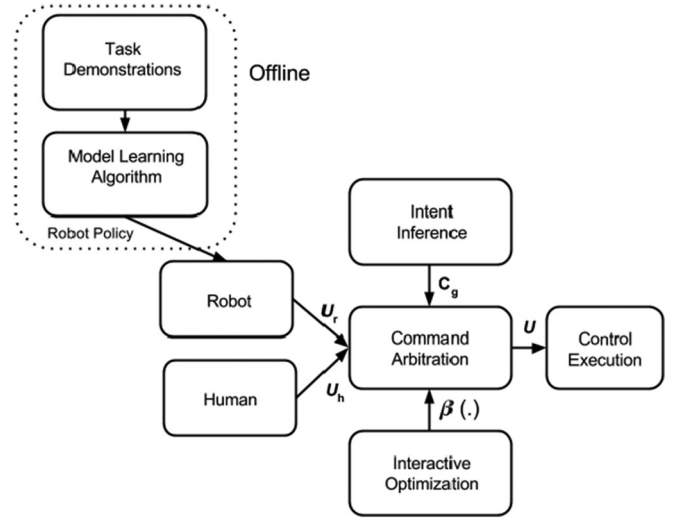 Task
Demonstrations
Offline
Model Learning
Algorithm
Robot Policy
Intent
Inference
Robot
U_r
C_g
Command
Arbitration
U
Control
Execution
Human
U_h
β (.)
Interactive
Optimization